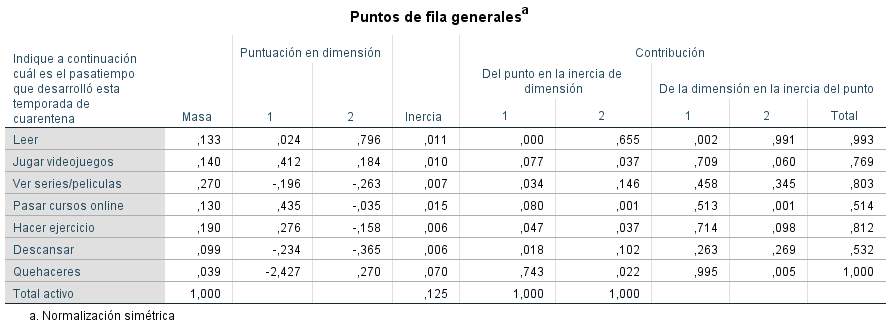 Puntos de fila generales a
Indique a continuación cuál es el pasatiempo que desarrolló esta temporada de cuarentena Masa Puntuación en dimensión Inercia Contribución
Del punto en la inercia de dimensión De la dimensión en la inercia del punto
1 2 1 2 1 2 Total
Leer ,133 ,024 ,796 ,011 ,000 ,655 ,002 ,991 ,993
Jugar videojuegos ,140 ,412 ,184 ,010 ,077 ,037 ,709 ,060 ,769
Ver series/peliculas ,270 -,196 -,263 ,007 ,034 ,146 ,458 ,345 ,803
Pasar cursos online ,130 ,435 -,035 ,015 ,080 ,001 ,513 ,001 ,514
Hacer ejercicio ,190 ,276 -,158 ,006 ,047 ,037 ,714 ,098 ,812
Descansar ,099 -,234 -,365 ,006 ,018 ,102 ,263 ,269 ,532
Quehaceres ,039 -2,427 ,270 ,070 ,743 ,022 ,995 ,005 1,000
Total activo 1,000 ,125 1,000 1,000
a. Normalización simétrica